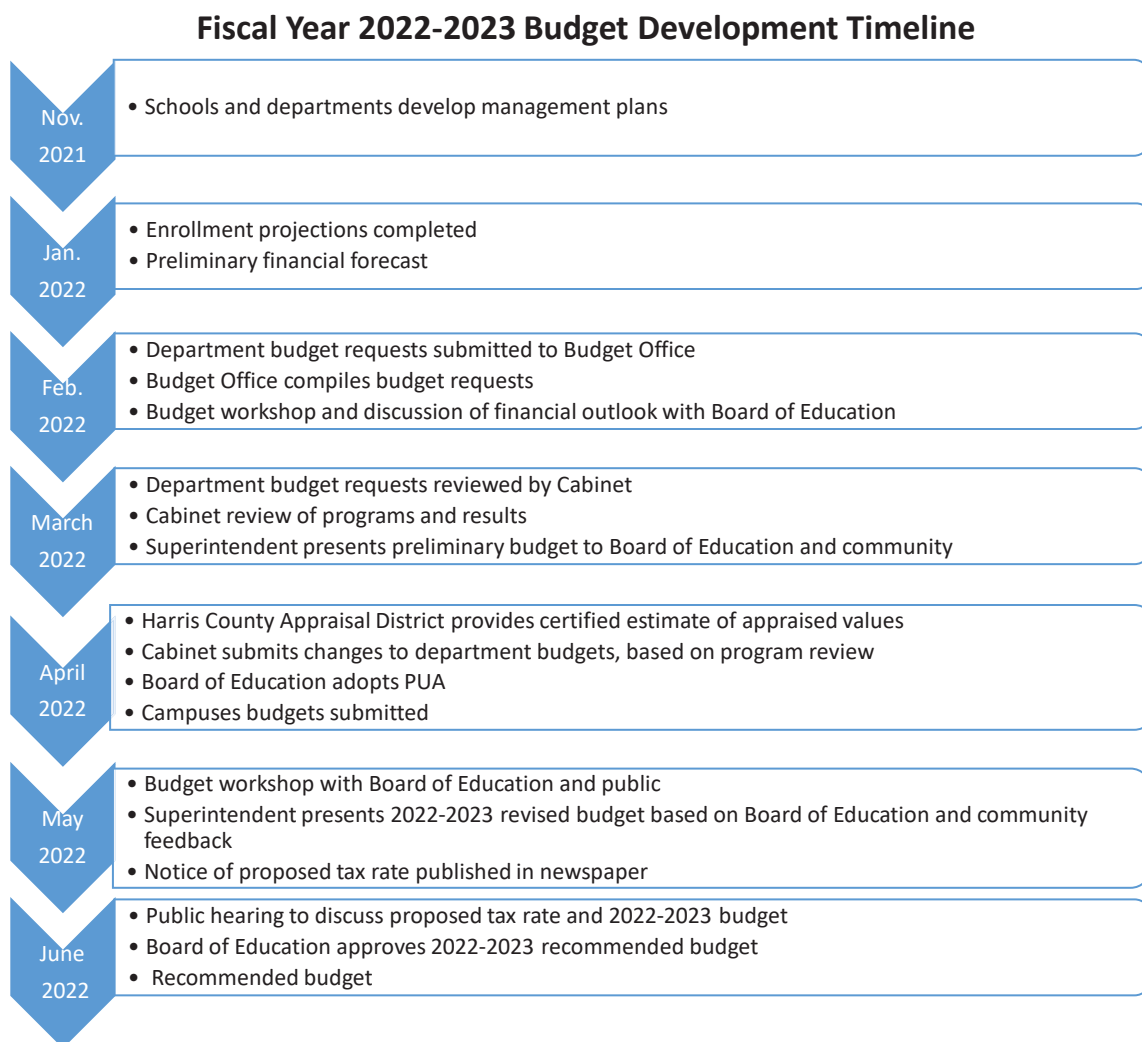 Fiscal Year 2022-2023 Budget Development Timeline
Nov.
2021
• Schools and departments develop management plans
Jan.
2022
• Enrollment projections completed
• Preliminary financial forecast
Feb.
2022
• Department budget requests submitted to Budget Office
• Budget Office compiles budget requests
• Budget workshop and discussion of financial outlook with Board of Education
March
2022
• Department budget requests reviewed by Cabinet
• Cabinet review of programs and results
• Superintendent presents preliminary budget to Board of Education and community
April
2022
• Harris County Appraisal District provides certified estimate of appraised values
• Cabinet submits changes to department budgets, based on program review
• Board of Education adopts PUA
• Campuses budgets submitted
May
2022
• Budget workshop with Board of Education and public
• Superintendent presents 2022-2023 revised budget based on Board of Education and community
feedback
• Notice of proposed tax rate published in newspaper
June
2022
• Public hearing to discuss proposed tax rate and 2022-2023 budget
• Board of Education approves 2022-2023 recommended budget
• Recommended budget